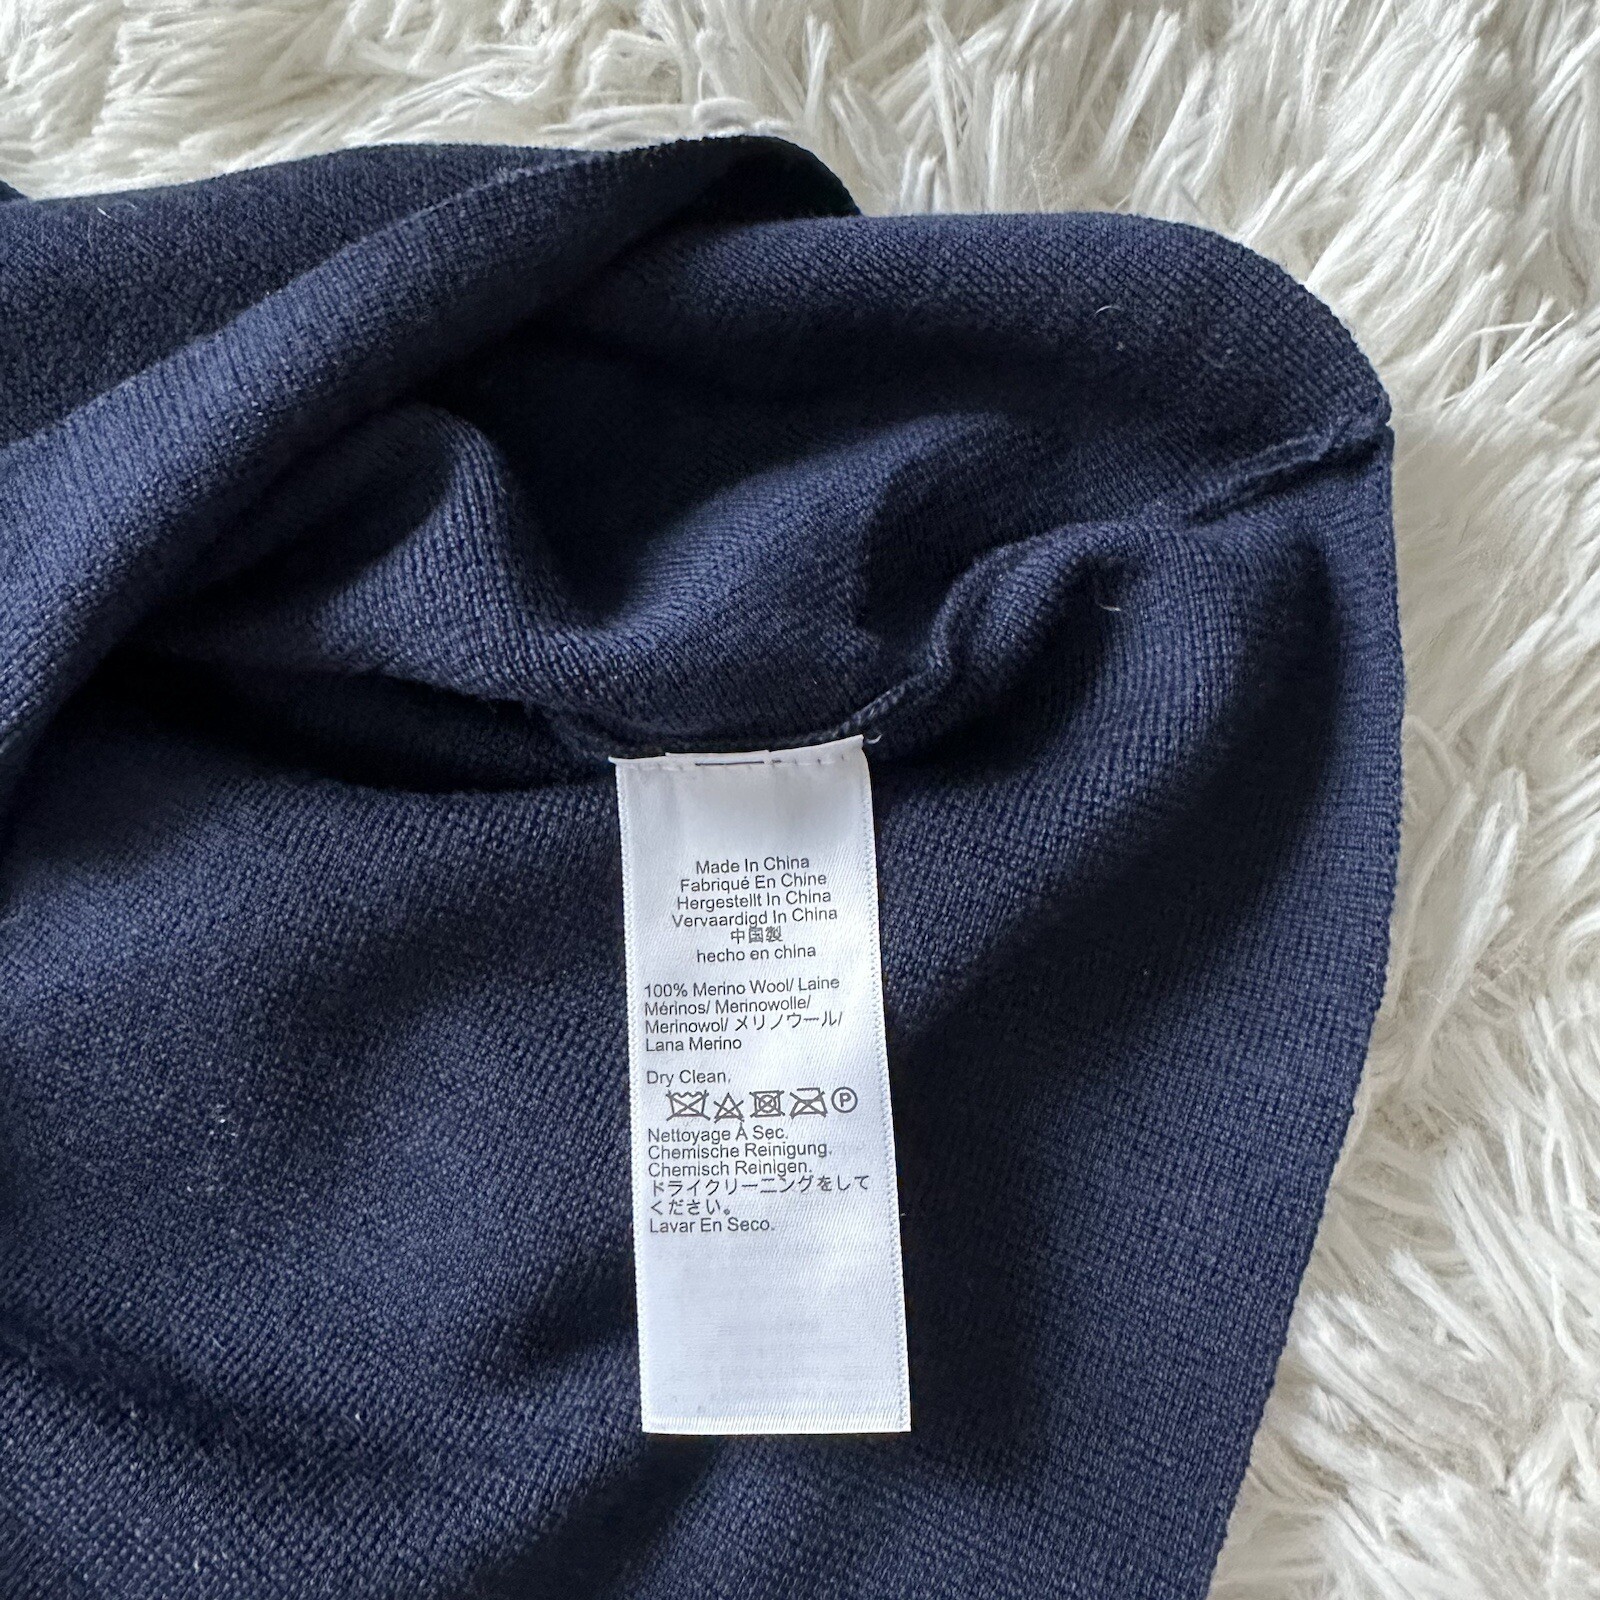 Made In China
Fabriqué En Chine
Hergestellt In China
Vervaardigd In China
中国製
hecho en china
100% Merino Wool/ Laine
Mérinos/ Merinowolle/
Merinowol/ メリノウール/
Lana Merino
Dry Clean.
P
Nettoyage À Sec.
Chemische Reinigung.
Chemisch Reinigen.
ドライクリーニングをして
ください。
Lavar En Seco.